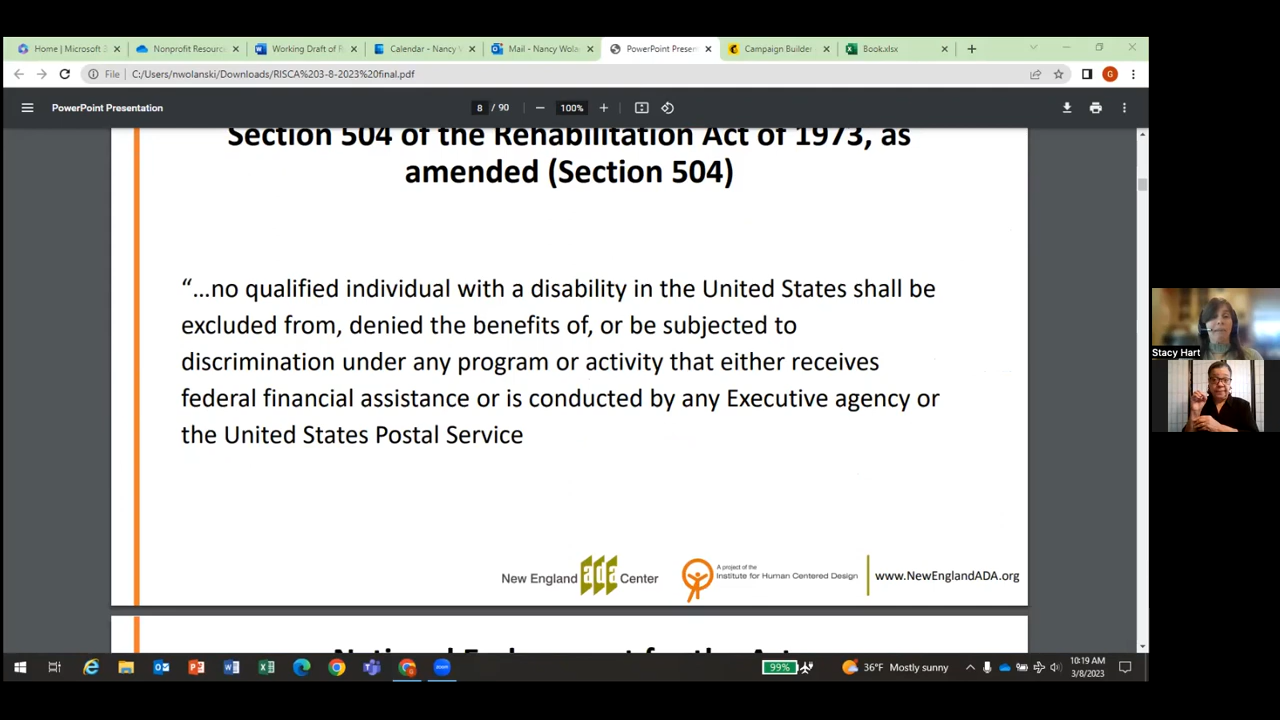 Home | Microsoft 3
Nonprofit Resourc
Working Draft of R
Calendar - Nancy
Mail - Nancy Wola
PowerPoint Presen
Campaign Builder -
Book.xlsx
File
C:/Users/nwolanski/Downloads/RISCA%203-8-2023%20final.pdf
G
PowerPoint Presentation
8 / 90
100%
Section 504 of the Rehabilitation Act of 1973, as
amended (Section 504)
“...no qualified individual with a disability in the United States shall be
excluded from, denied the benefits of, or be subjected to
discrimination under any program or activity that either receives
federal financial assistance or is conducted by any Executive agency or
the United States Postal Service
New England ada Center
A project of the
Institute for Human Centered Design
www.NewEnglandADA.org
Stacy Hart
99%
36°F Mostly sunny
10:19 AM
3/8/2023